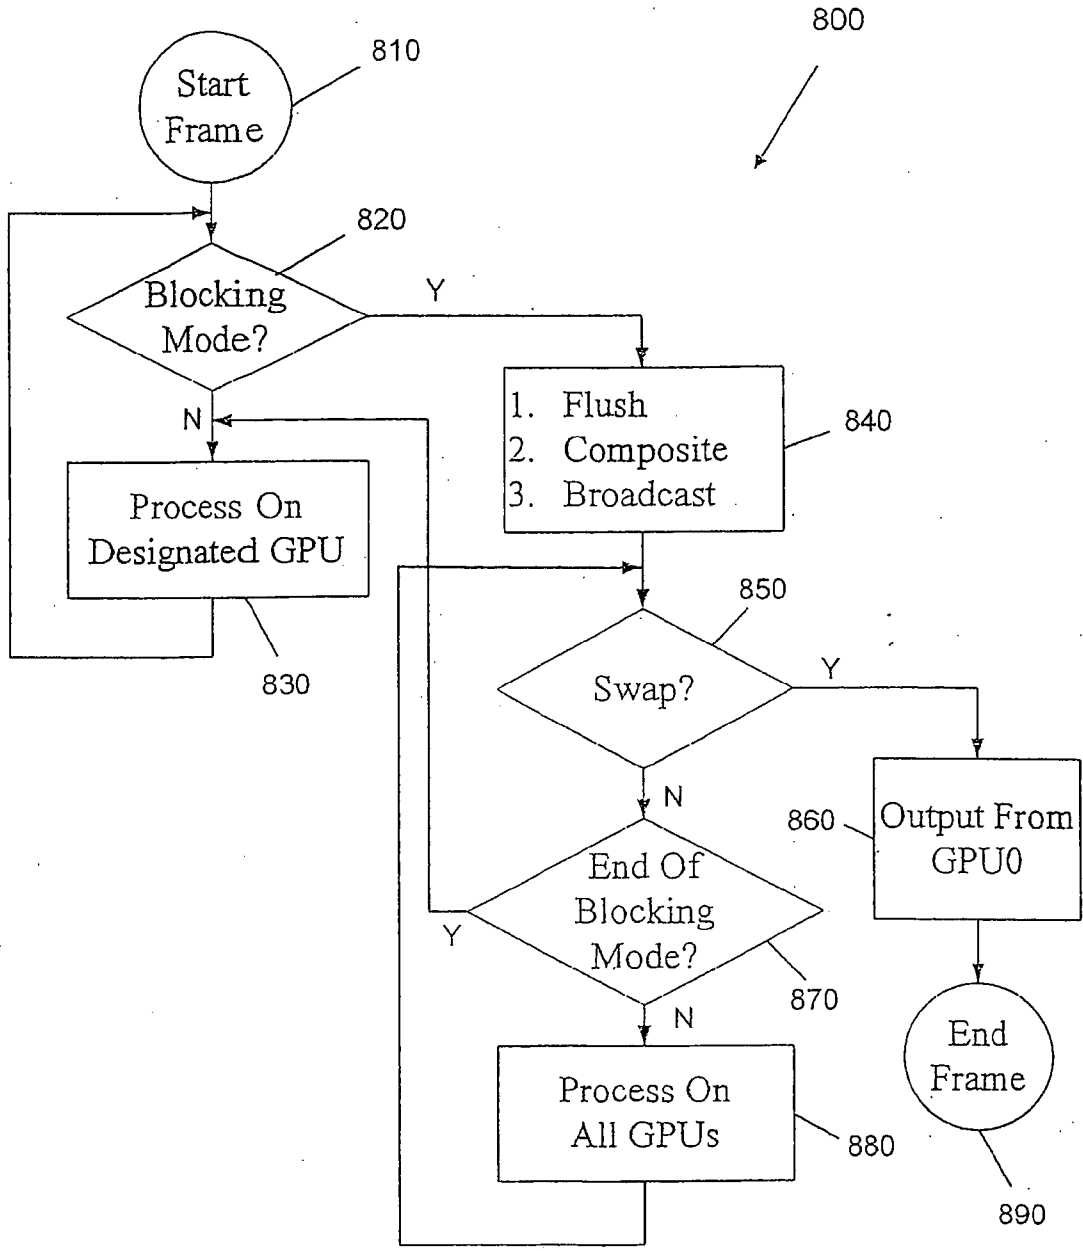 800
810
Start
Frame
820
Blocking
Mode?
Y
N
1. Flush
2. Composite
3. Broadcast
840
Process On
Designated GPU
830
850
Swap?
Y
N
860
Output From
GPU0
End Of
Blocking
Mode?
Y
870
N
End
Frame
890
Process On
All GPUs
880